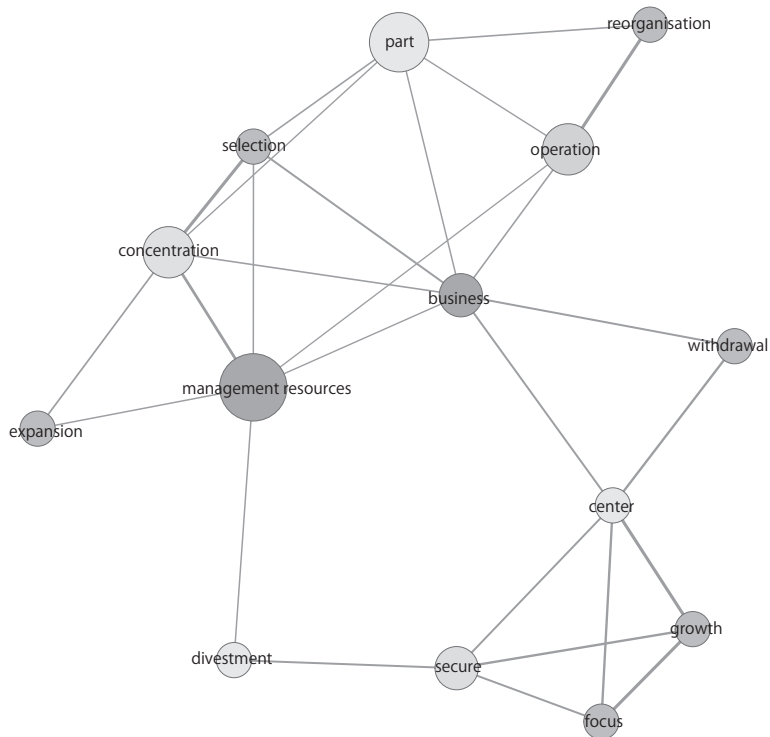 reorganisation
part
selection
operation
concentration
business
withdrawal
management resources
expansion
center
growth
divestment
secure
focus